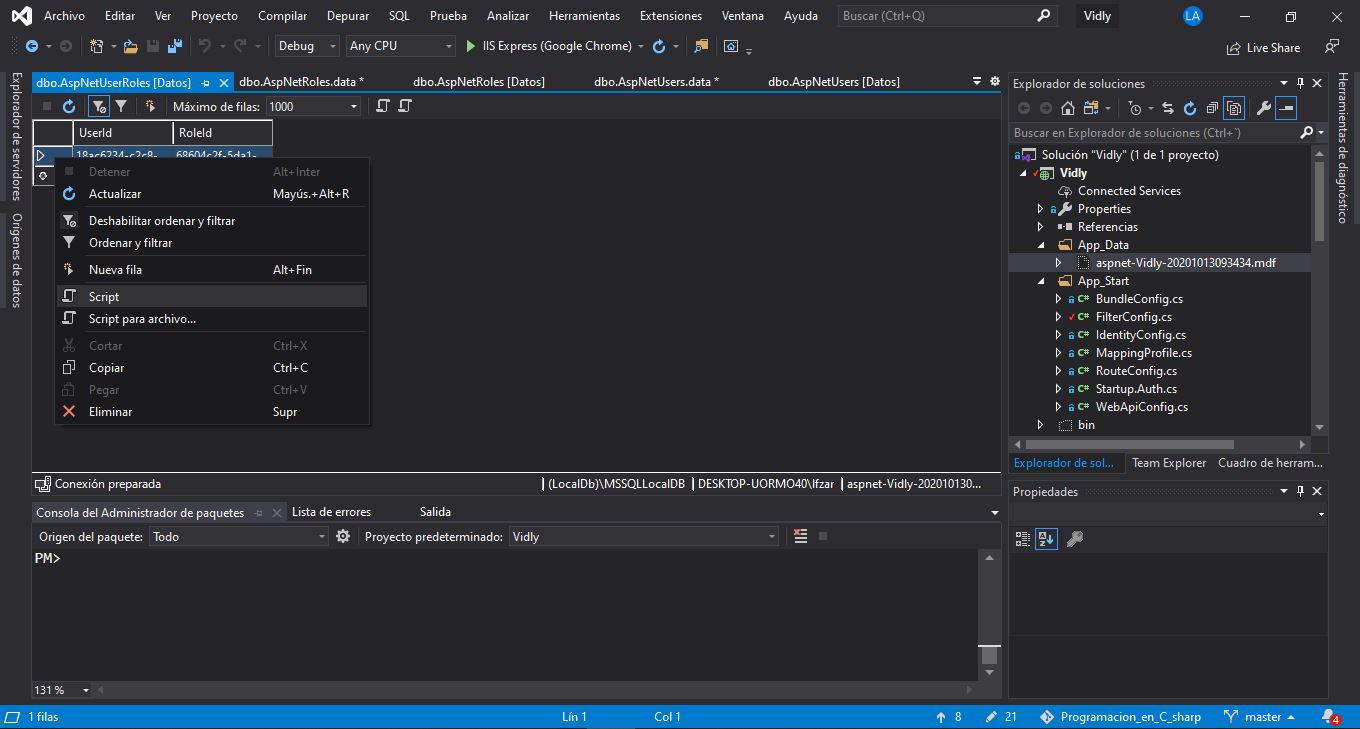 Archivo Editar Ver Proyecto Compilar Depurar SQL Prueba Analizar Herramientas Extensiones Ventana Ayuda Buscar (Ctrl+Q) Vidly LA
Debug Any CPU IIS Express (Google Chrome) Live Share
Explorador de servidores
Orígenes de datos
dbo.AspNetUserRoles [Datos] dbo.AspNetRoles.data * dbo.AspNetRoles [Datos] dbo.AspNetUsers.data * dbo.AspNetUsers [Datos]
Máximo de filas: 1000
UserId RoleId
18ac6234-c2c8- 68604c2f-5da1-
Detener Alt+Inter
Actualizar Mayús.+Alt+R
Deshabilitar ordenar y filtrar
Ordenar y filtrar
Nueva fila Alt+Fin
Script
Script para archivo...
Cortar Ctrl+X
Copiar Ctrl+C
Pegar Ctrl+V
Eliminar Supr
Conexión preparada (LocalDb)\MSSQLLocalDB DESKTOP-UORMO40\lfzar aspnet-Vidly-202010130...
Consola del Administrador de paquetes Lista de errores Salida
Origen del paquete: Todo Proyecto predeterminado: Vidly
PM>
131 %
Explorador de soluciones
Buscar en Explorador de soluciones (Ctrl+´)
Solución "Vidly" (1 de 1 proyecto)
Vidly
Connected Services
Properties
Referencias
App_Data
aspnet-Vidly-20201013093434.mdf
App_Start
C# BundleConfig.cs
C# FilterConfig.cs
C# IdentityConfig.cs
C# MappingProfile.cs
C# RouteConfig.cs
C# Startup.Auth.cs
C# WebApiConfig.cs
bin
Explorador de sol... Team Explorer Cuadro de herram...
Propiedades
Herramientas de diagnóstico
1 filas Lín 1 Col 1 8 21 Programacion_en_C_sharp master 4